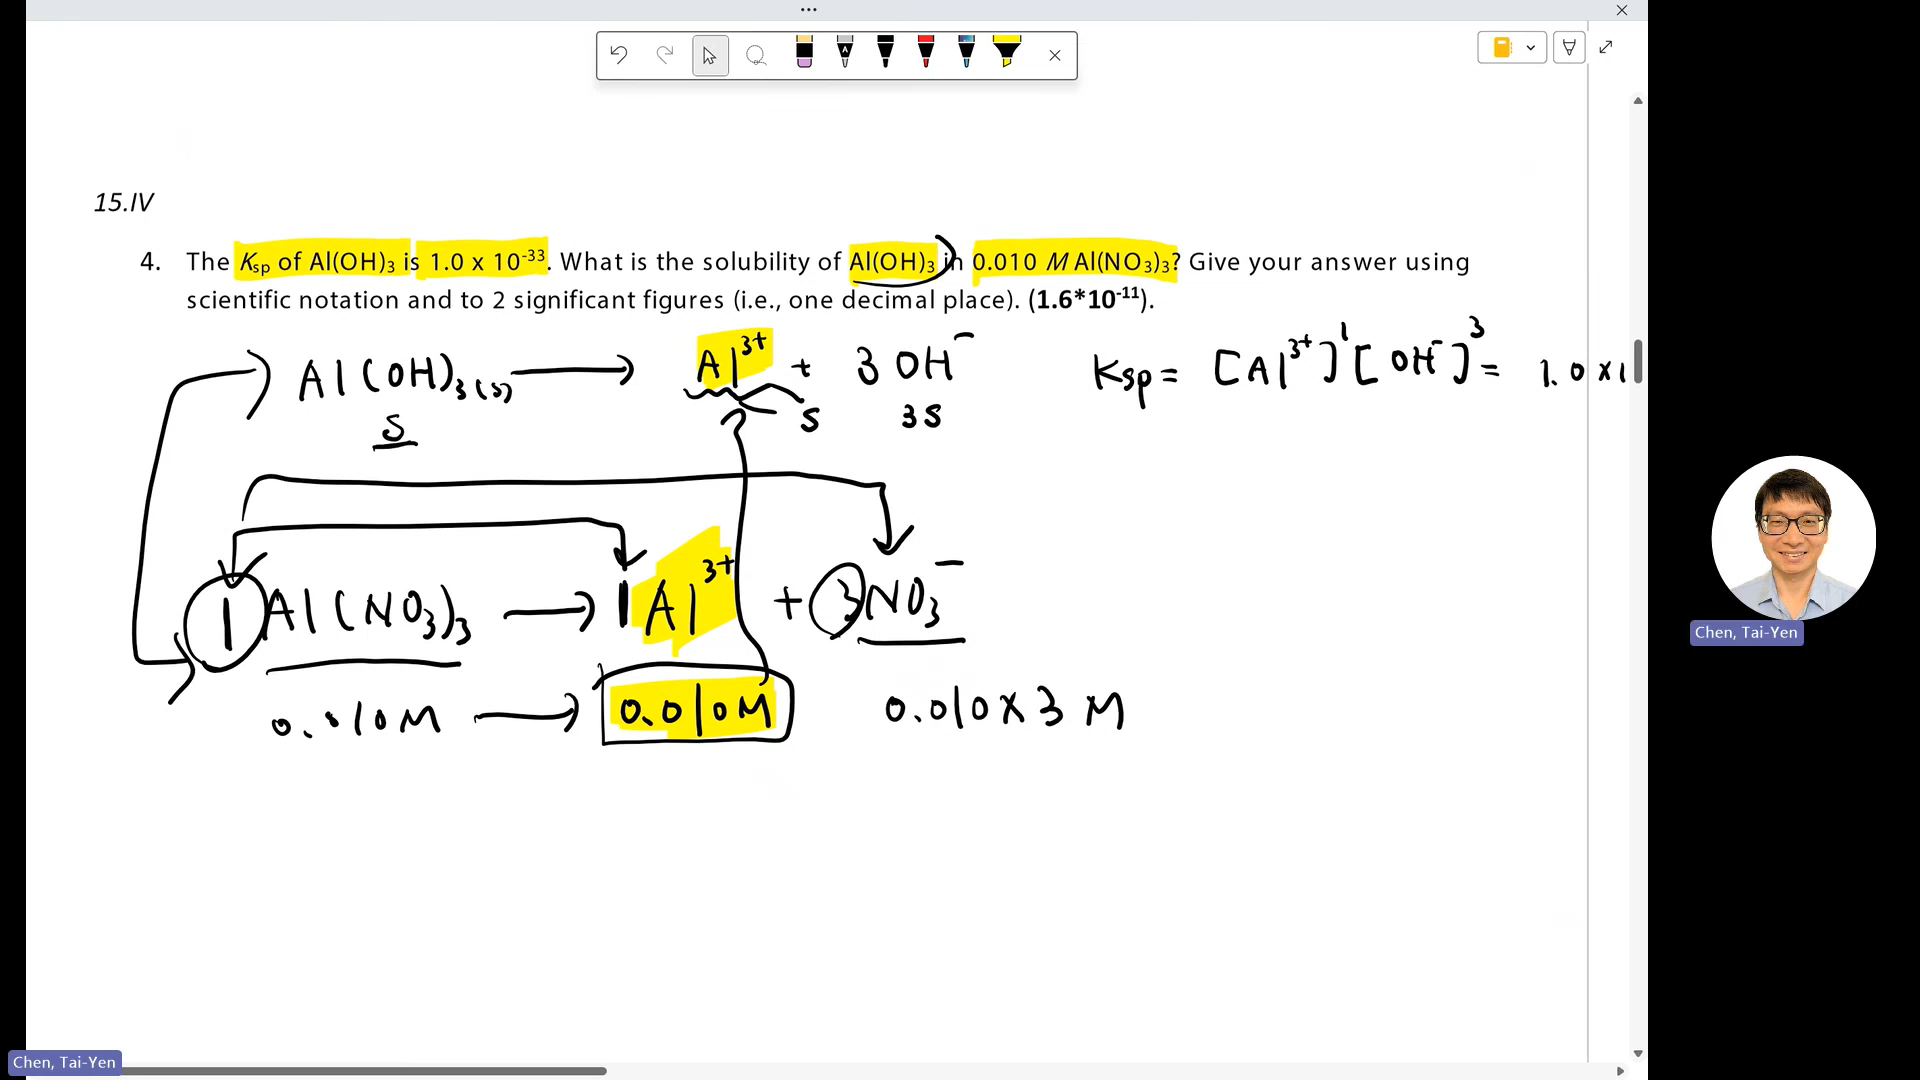 15.IV
4. The Ksp of Al(OH)3 is 1.0 x 10-33. What is the solubility of Al(OH)3 in 0.010 M Al(NO3)3? Give your answer using
scientific notation and to 2 significant figures (i.e., one decimal place). (1.6*10-11).
Al(OH)3(s) → Al3+ + 3 OH- Ksp = [Al3+]1 [OH-]3 = 1.0 x1
S S 3S
1 Al(NO3)3 → 1 Al3+ + 3NO3-
0.010M → 0.010M 0.010 x 3 M
Chen, Tai-Yen
Chen, Tai-Yen